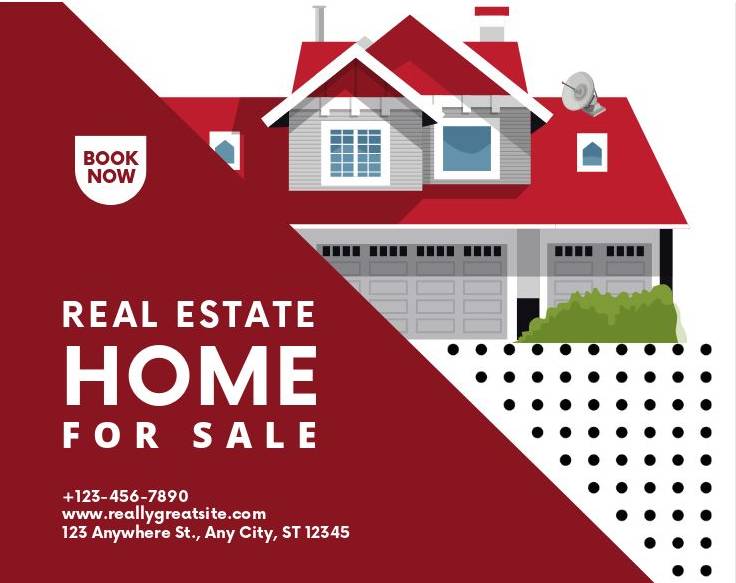 BOOK
NOW
REAL ESTATE
HOME
FOR SALE
+123-456-7890
www.reallygreatsite.com
123 Anywhere St., Any City, ST 12345